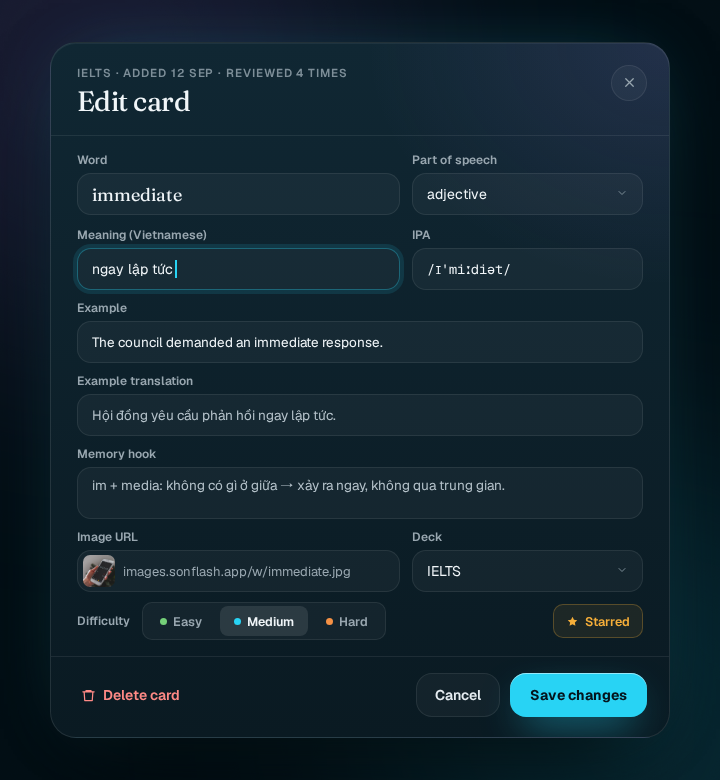 IELTS · ADDED 12 SEP · REVIEWED 4 TIMES
Edit card
Word
Part of speech
immediate
adjective
Meaning (Vietnamese)
IPA
ngay lập tức
/ɪˈmiːdiət/
Example
The council demanded an immediate response.
Example translation
Hội đồng yêu cầu phản hồi ngay lập tức.
Memory hook
im + media: không có gì ở giữa → xảy ra ngay, không qua trung gian.
Image URL
Deck
images.sonflash.app/w/immediate.jpg
IELTS
Difficulty
Easy
Medium
Hard
Starred
Delete card
Cancel
Save changes